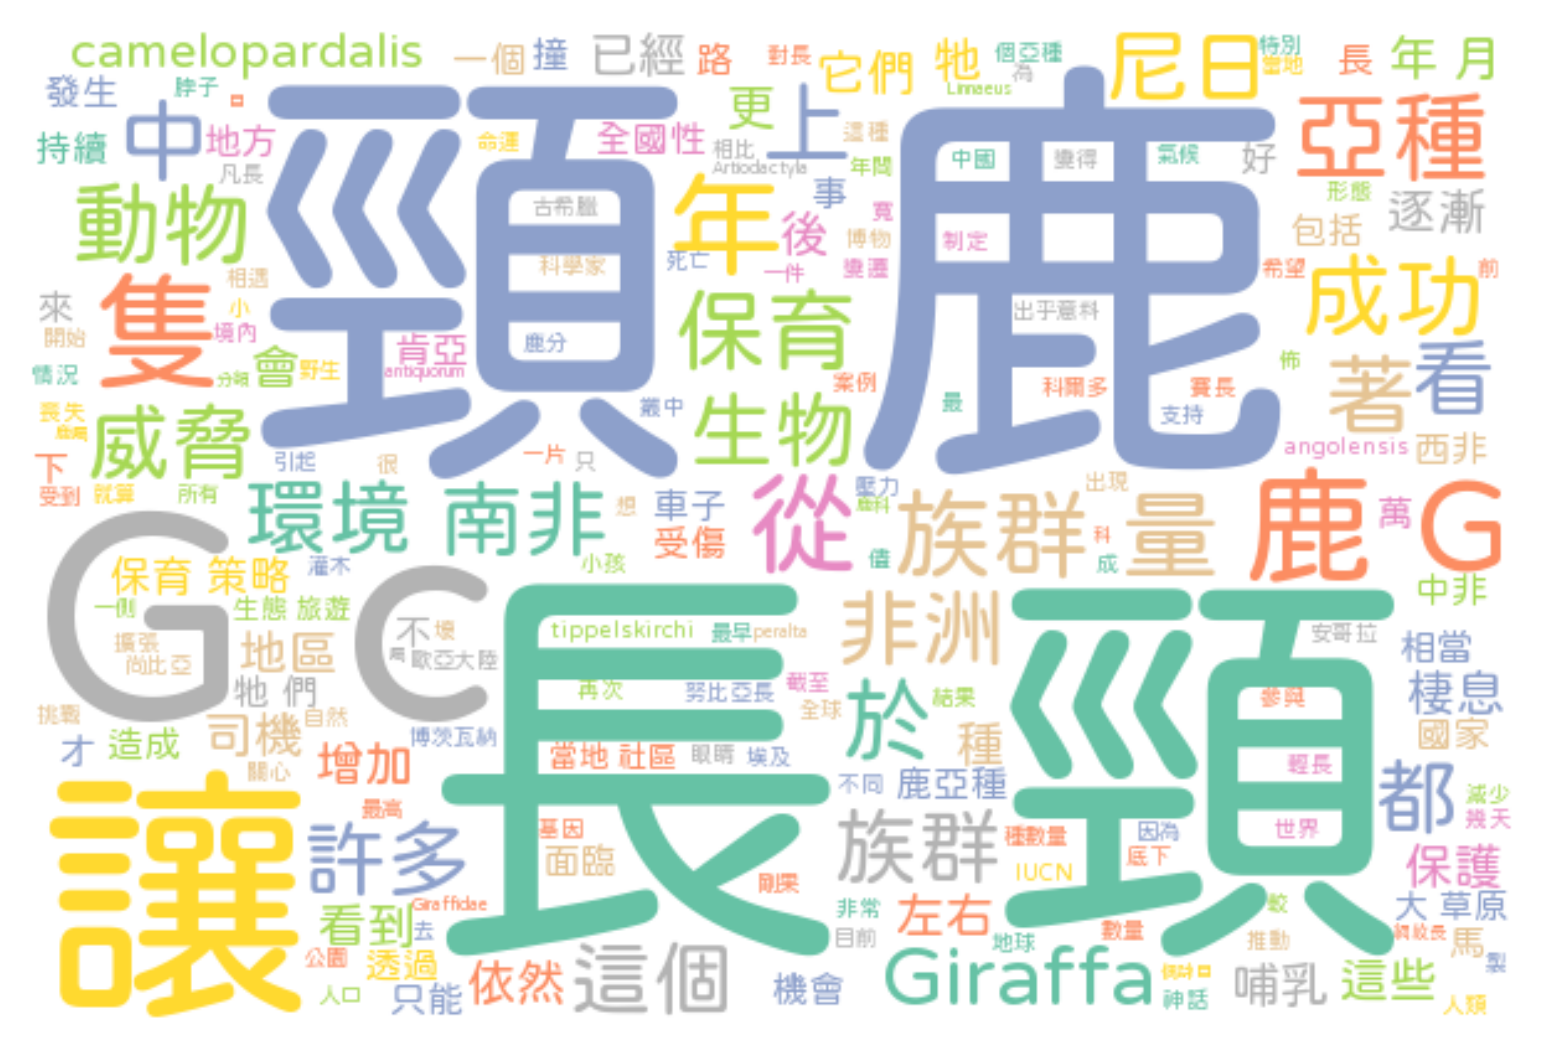 camelopardalis
一個
撞
已經
路
對長
它們
牠
個亞種
為
Linnaeus
尼日
特別
當地
長
年 月
發生
脖子
中
地方
持續
凡長
頸 鹿
命運
全國性
更
上
相比
Artiodactyla
這種
年間
中國
變得
氣候
好
亞種
形態
動物
古希臘
年
後
事
寬
博物
制定
包括
逐漸
科學家
死亡
一件
變遷
希望
成功
前
來
隻
相遇
小
境內
開始
保育
出乎意料
會
野生
肯亞
antiquorum
鹿分
情況
分類
案例
最
科爾多
賽長
支持
佈
著
看
喪失
威脅
叢中
生物
angolensis
西非
下
受到
就算
所有
引起
很
一片
只
環境
南非
想
車子
受傷
從
壓力
鹿科
出現
族群
量
鹿
萬
G
科
成
保育 策略
灌木
小孩
中非
G
C
長 頸
一側
生態 旅遊
擴張
尚比亞
地區
牠 們
不
壞
屬
歐亞大陸
tippelskirchi
最早
peralta
非洲
安哥拉
相當
再次
努比亞長
截至
全球
於
結果
參與
棲息
挑戰
司機
自然
才
造成
關心
增加
博茨瓦納
當地 社區
眼睛
埃及
種
國家
輕長
不同
鹿亞種
都
減少
幾天
讓
最高
許多
基因
面臨
族群
種數量
因為
底下
世界
IUCN
保護
剛果
Giraffidae
看到
去
非常
目前
左右
地球
數量
較
推動
大 草原
馬
製
公園
透過
人口
只能
依然
這個
機會
Giraffa
神話
哺乳
這些
人類